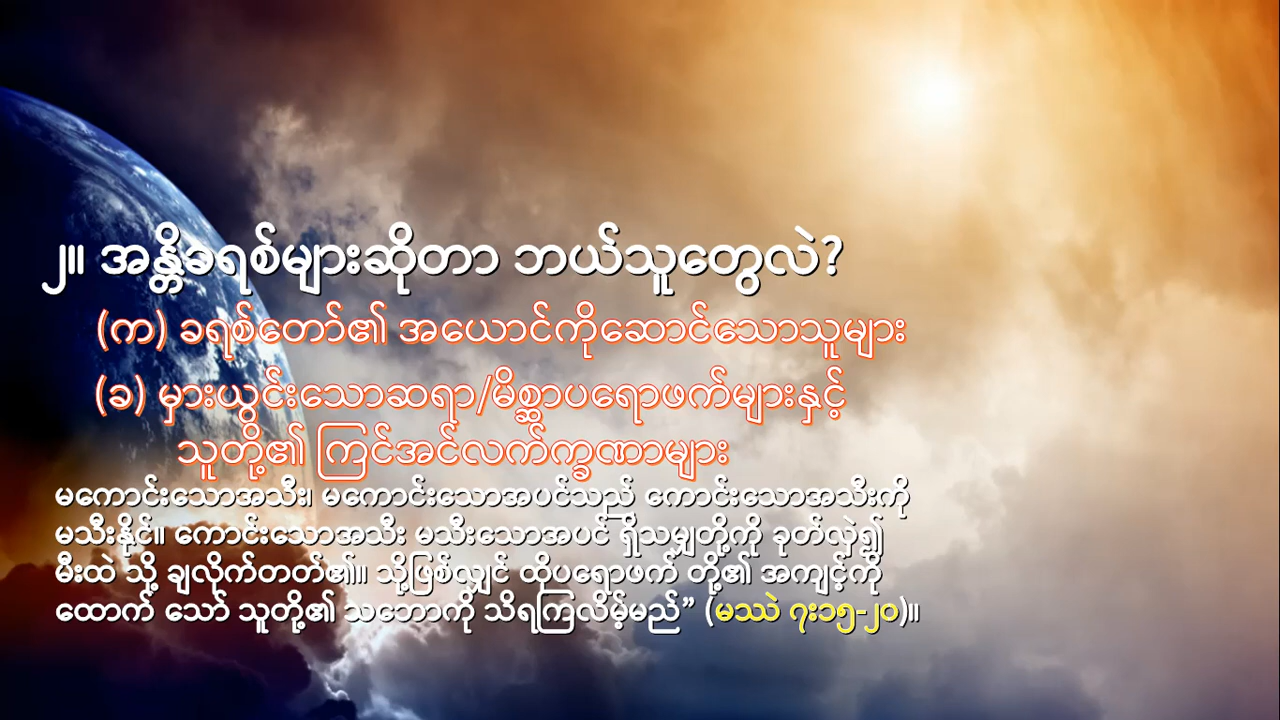 ၂။ အန္တိခရစ်များဆိုတာ ဘယ်သူတွေလဲ?
(က) ခရစ်တော်၏ အယောင်ကိုဆောင်သောသူများ
(ခ) မှားယွင်းသောဆရာ/မိစ္ဆာပရောဖက်များနှင့်
သူတို့၏ ကြင်အင်လက်က္ခဏာများ
မကောင်းသောအသီး၊ မကောင်းသောအပင်သည် ကောင်းသောအသီးကို
မသီးနိုင်။ ကောင်းသောအသီး မသီးသောအပင် ရှိသမျှတို့ကို ခုတ်လှဲ၍
မီးထဲ သို့ ချလိုက်တတ်၏။ သို့ဖြစ်လျှင် ထိုပရောဖက် တို့၏ အကျင့်ကို
ထောက် သော် သူတို့၏ သဘောကို သိရကြလိမ့်မည်” (မဿဲ ၇း၁၅-၂၀)။